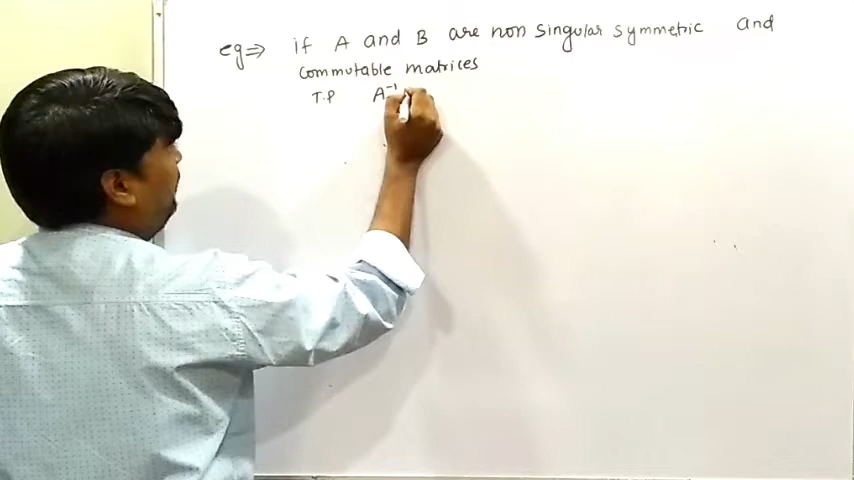 eg⇒ if A and B are non singular symmetric and
commutable matrices
T.P A⁻¹